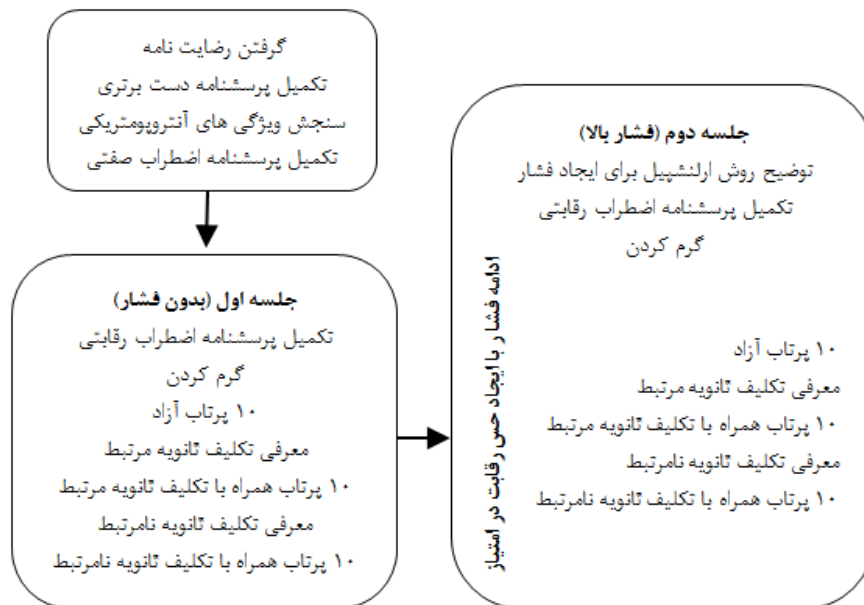 گرفتن رضایت نامه
تکمیل پرسشنامه دست برتری
سنجش ویژگی های آنتروپومتریکی
تکمیل پرسشنامه اضطراب صفتی
جلسه اول (بدون فشار)
تکمیل پرسشنامه اضطراب رقابتی
گرم کردن
۱۰ پرتاب آزاد
معرفی تکلیف ثانویه مرتبط
۱۰ پرتاب همراه با تکلیف ثانویه مرتبط
معرفی تکلیف ثانویه نامرتبط
۱۰ پرتاب همراه با تکلیف ثانویه نامرتبط
جلسه دوم (فشار بالا)
توضیح روش ارلنشپیل برای ایجاد فشار
تکمیل پرسشنامه اضطراب رقابتی
گرم کردن
ادامه فشار با ایجاد حس رقابت در امتیاز
۱۰ پرتاب آزاد
معرفی تکلیف ثانویه مرتبط
۱۰ پرتاب همراه با تکلیف ثانویه مرتبط
معرفی تکلیف ثانویه نامرتبط
۱۰ پرتاب همراه با تکلیف ثانویه نامرتبط